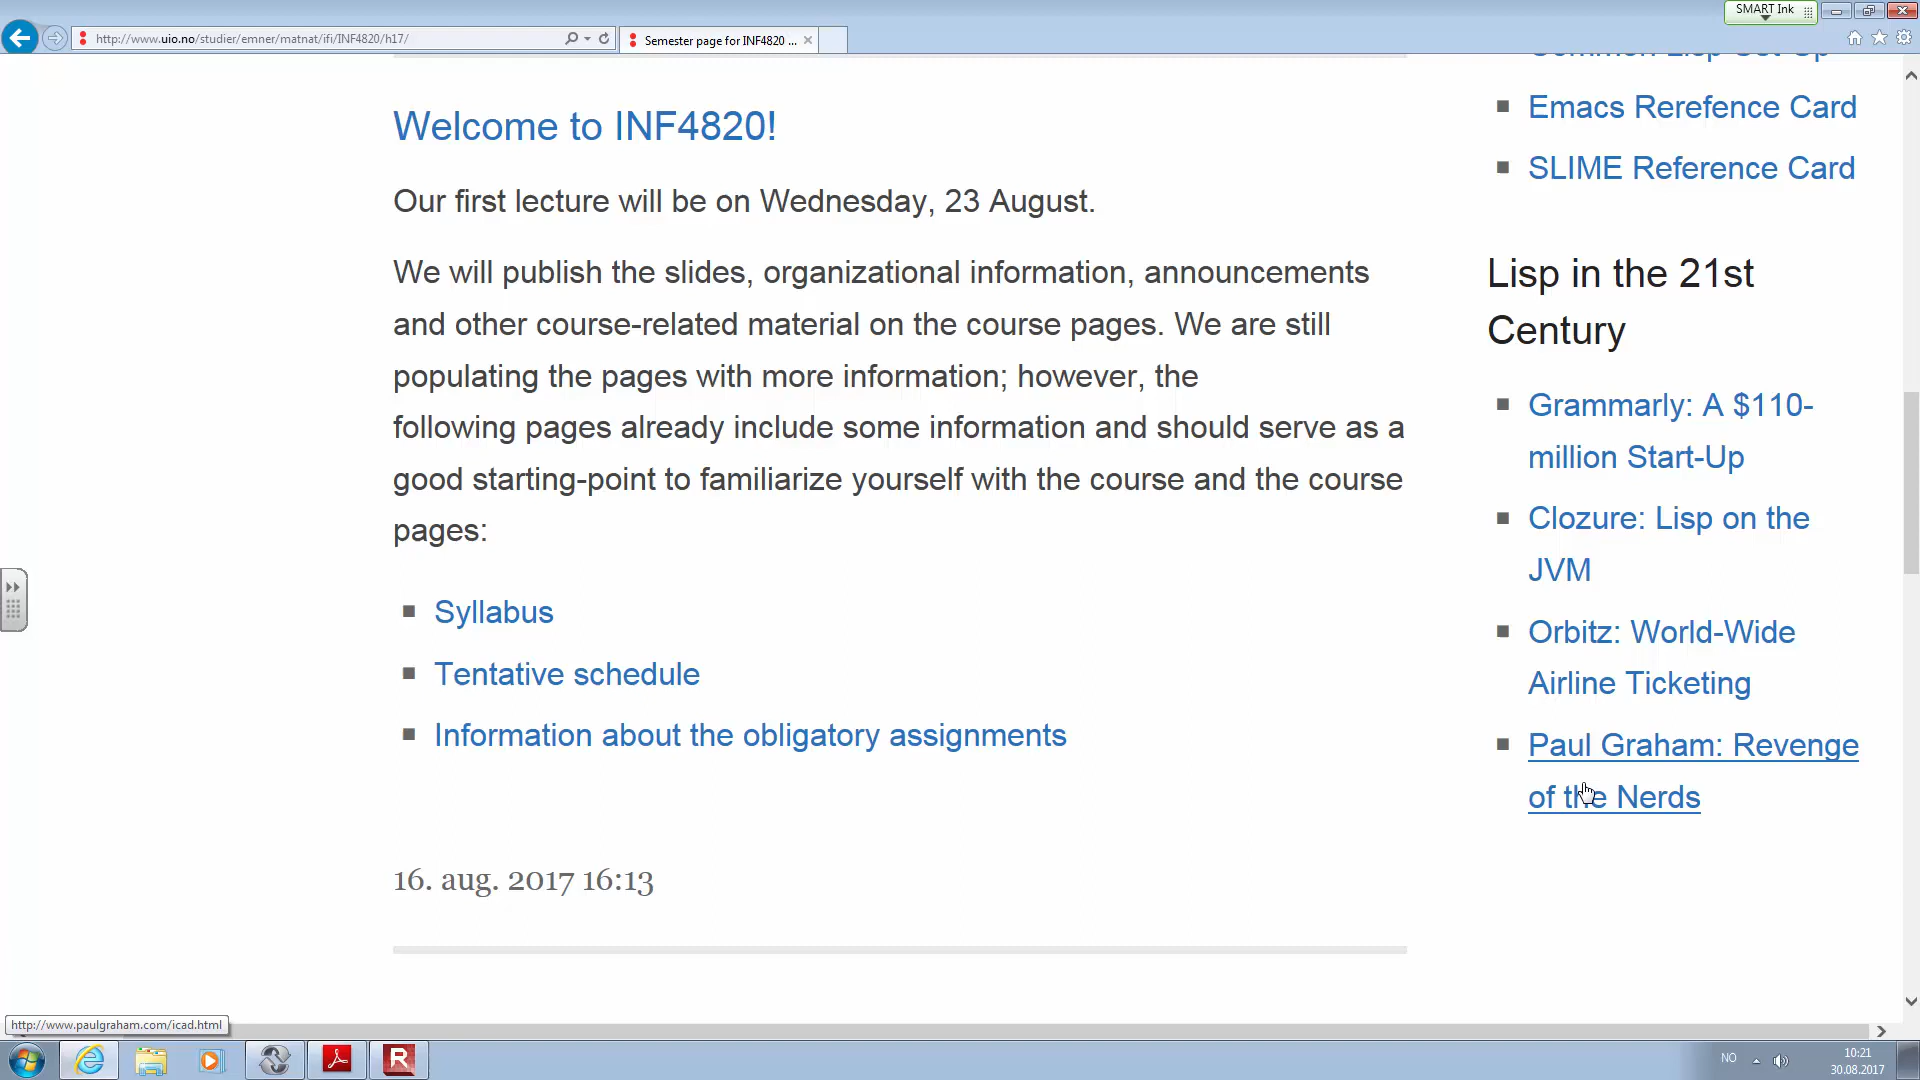 SMART Ink
http://www.uio.no/studier/emner/matnat/ifi/INF4820/h17/
Semester page for INF4820 ...
Common Lisp Set-Up
Emacs Rerefence Card
SLIME Reference Card
Welcome to INF4820!
Our first lecture will be on Wednesday, 23 August.
We will publish the slides, organizational information, announcements
and other course-related material on the course pages. We are still
populating the pages with more information; however, the
following pages already include some information and should serve as a
good starting-point to familiarize yourself with the course and the course
pages:
Syllabus
Tentative schedule
Information about the obligatory assignments
16. aug. 2017 16:13
Lisp in the 21st
Century
Grammarly: A $110-
million Start-Up
Clozure: Lisp on the
JVM
Orbitz: World-Wide
Airline Ticketing
Paul Graham: Revenge
of the Nerds
http://www.paulgraham.com/icad.html
NO
10:21
30.08.2017